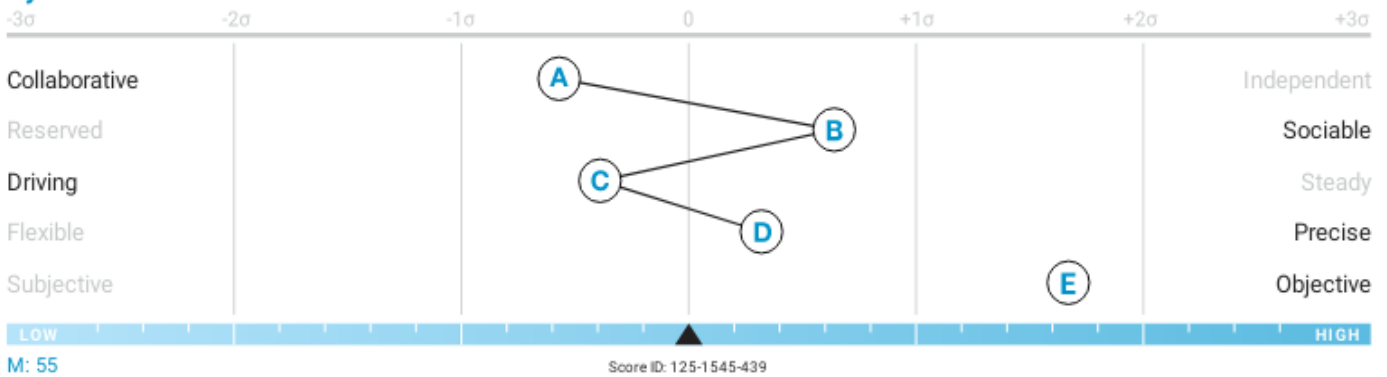 -3σ -2σ -1σ 0 +1σ +2σ +3σ
Collaborative A Independent
Reserved B Sociable
Driving C Steady
Flexible D Precise
Subjective E Objective
LOW HIGH
M: 55 Score ID: 125-1545-439